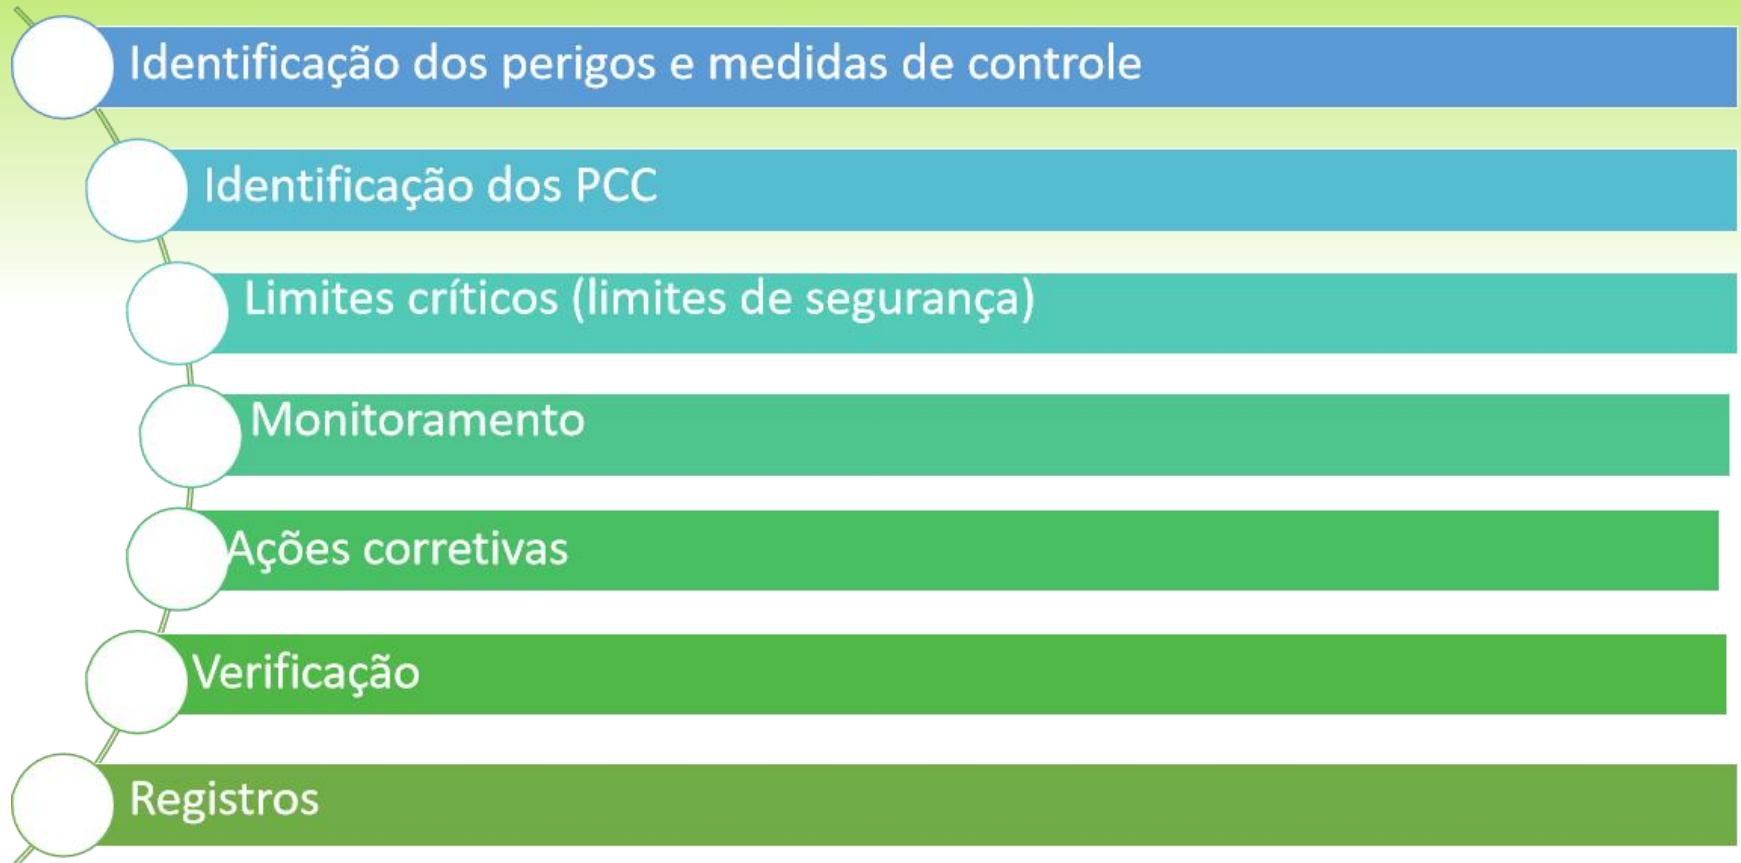 Identificação dos perigos e medidas de controle
Identificação dos PCC
Limites críticos (limites de segurança)
Monitoramento
Ações corretivas
Verificação
Registros